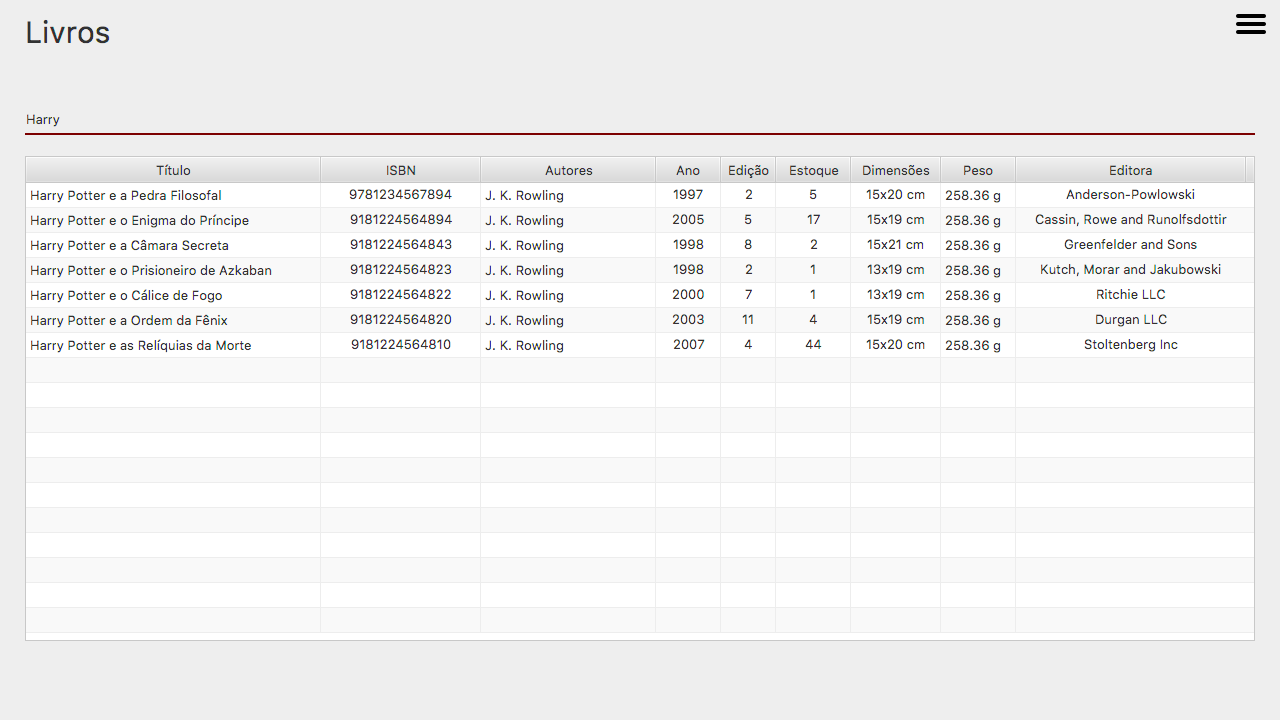 Livros
Harry
Título ISBN Autores Ano Edição Estoque Dimensões Peso Editora
Harry Potter e a Pedra Filosofal 9781234567894 J. K. Rowling 1997 2 5 15x20 cm 258.36 g Anderson-Powlowski
Harry Potter e o Enigma do Príncipe 9181224564894 J. K. Rowling 2005 5 17 15x19 cm 258.36 g Cassin, Rowe and Runolfsdottir
Harry Potter e a Câmara Secreta 9181224564843 J. K. Rowling 1998 8 2 15x21 cm 258.36 g Greenfelder and Sons
Harry Potter e o Prisioneiro de Azkaban 9181224564823 J. K. Rowling 1998 2 1 13x19 cm 258.36 g Kutch, Morar and Jakubowski
Harry Potter e o Cálice de Fogo 9181224564822 J. K. Rowling 2000 7 1 13x19 cm 258.36 g Ritchie LLC
Harry Potter e a Ordem da Fênix 9181224564820 J. K. Rowling 2003 11 4 15x19 cm 258.36 g Durgan LLC
Harry Potter e as Relíquias da Morte 9181224564810 J. K. Rowling 2007 4 44 15x20 cm 258.36 g Stoltenberg Inc